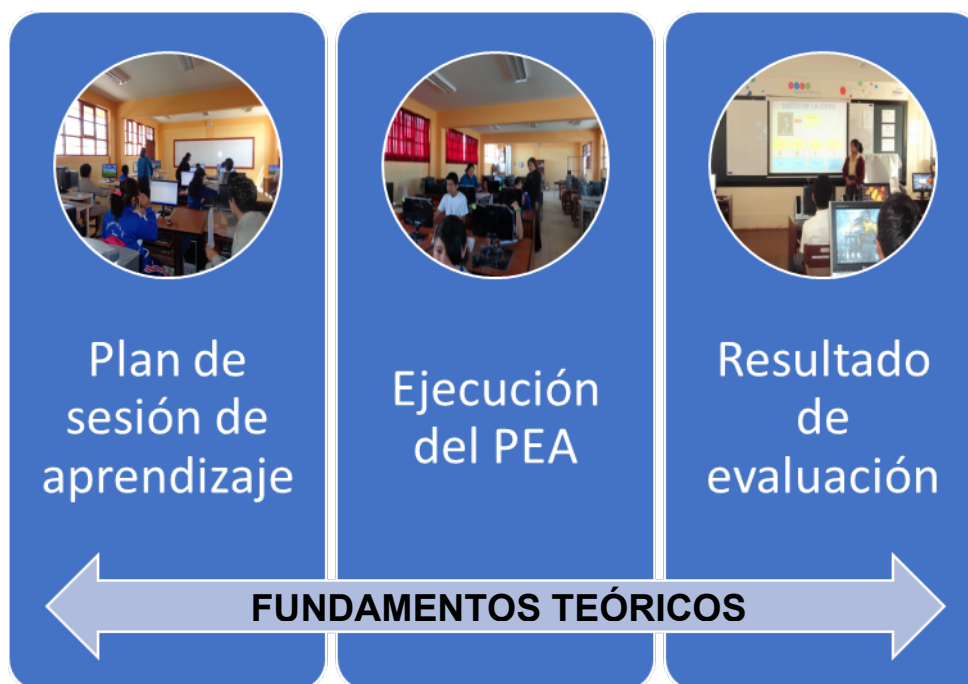 Plan de
sesión de
aprendizaje
Ejecución
del PEA
Resultado
de
evaluación
FUNDAMENTOS TEÓRICOS